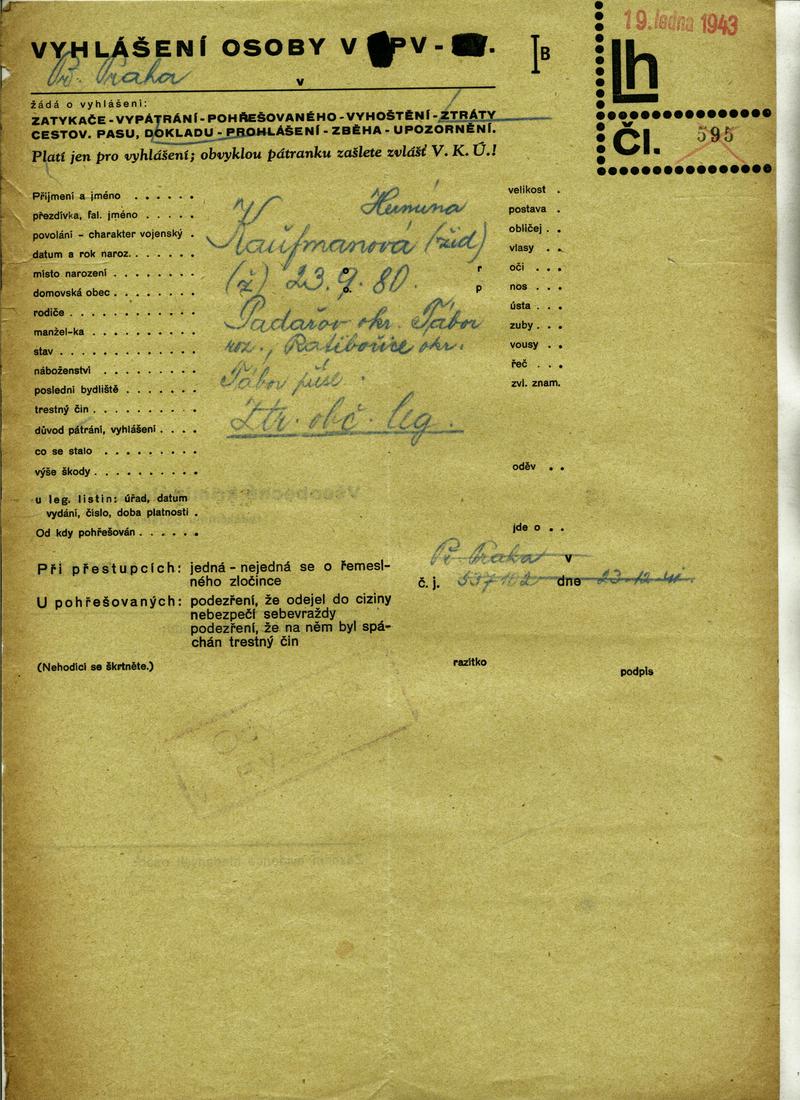 19. ledna 1943
VYHLÁŠENÍ OSOBY V PV - .
I B
lh
Př. Praha
v
žádá o vyhlášení:
ZATYKAČE - VYPÁTRÁNÍ - POHŘEŠOVANÉHO - VYHOŠTĚNÍ - ZTRÁTY
CESTOV. PASU, DOKLADU - PROHLÁŠENÍ - ZBĚHA - UPOZORNĚNÍ.
Čl. 595
Platí jen pro vyhlášení; obvyklou pátranku zašlete zvlášť V. K. Ú.!
Příjmení a jméno . . . . . .
přezdívka, fal. jméno . . . . .
povolání - charakter vojenský .
datum a rok naroz. . . . . . .
místo narození . . . . . . . .
domovská obec . . . . . . . .
rodiče . . . . . . . . . . . .
manžel-ka . . . . . . . . . .
stav . . . . . . . . . . . . .
náboženství . . . . . . . . .
poslední bydliště . . . . . . .
trestný čin . . . . . . . . . .
důvod pátrání, vyhlášení . . . .
co se stalo . . . . . . . . .
výše škody . . . . . . . . . .
u leg. listin: úřad, datum
vydání, číslo, doba platnosti .
Od kdy pohřešován . . . . . .
V Hermína
Kaufmanová (žid)
(ž) 23. 9. 80.
r
p
Padařov okr. Tábor
roz., Ratibořice okr.
Tábor přísl.
Ztr. obč. leg.
velikost .
postava .
obličej . .
vlasy . .
oči . . .
nos . . .
ústa . . .
zuby . . .
vousy . .
řeč . . .
zvl. znam.
oděv . .
jde o . .
Př. Praha v
č. j. 537102 dne 23.12.41.
Při přestupcích: jedná - nejedná se o řemesl-
ného zločince
U pohřešovaných: podezření, že odejel do ciziny
nebezpečí sebevraždy
podezření, že na něm byl spá-
chán trestný čin
(Nehodící se škrtněte.)
razítko
podpis